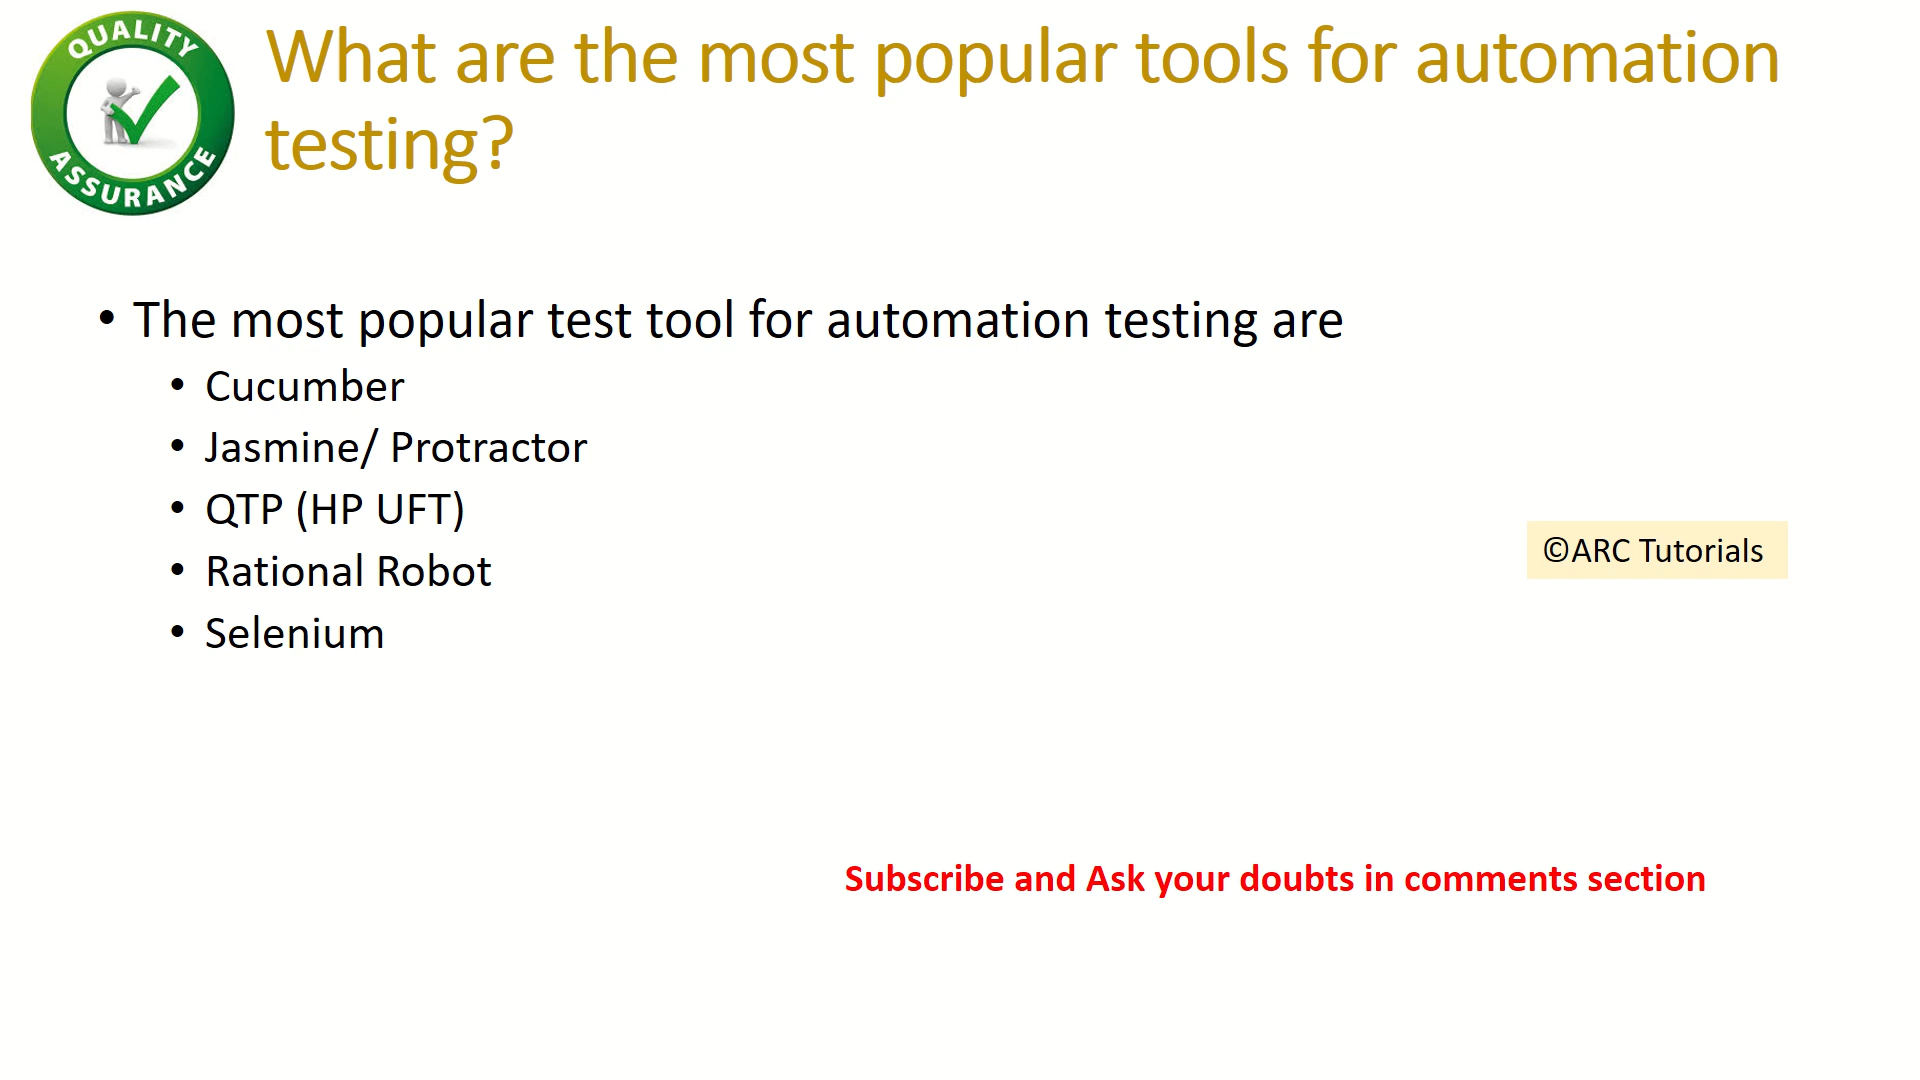 QUALITY
ASSURANCE
What are the most popular tools for automation
testing?
• The most popular test tool for automation testing are
• Cucumber
• Jasmine/ Protractor
• QTP (HP UFT)
• Rational Robot
• Selenium
©ARC Tutorials
Subscribe and Ask your doubts in comments section